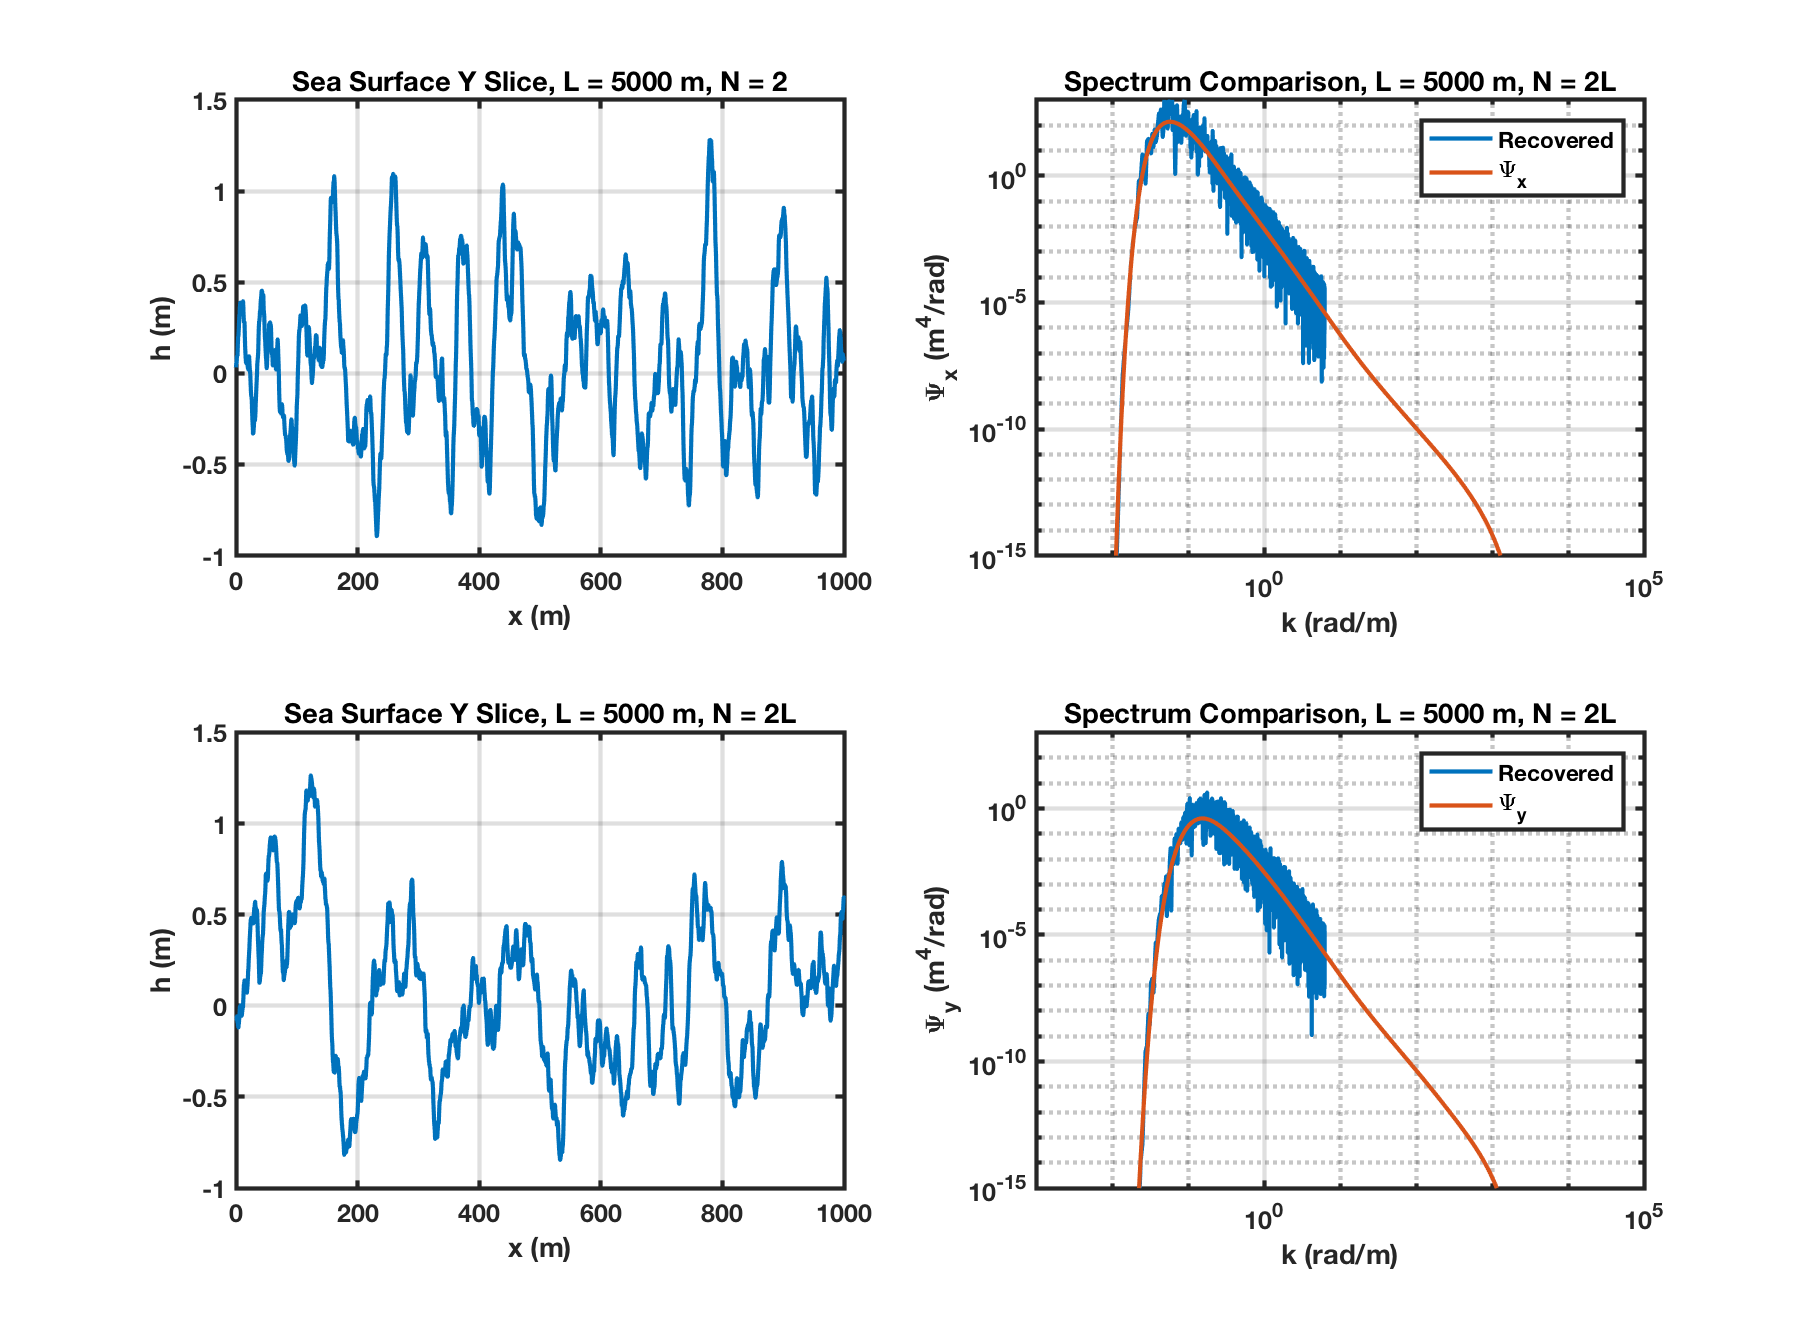 Sea Surface Y Slice, L = 5000 m, N = 2
1.5
1
0.5
0
-0.5
-1
h (m)
0 200 400 600 800 1000
x (m)
Spectrum Comparison, L = 5000 m, N = 2L
Recovered
Ψx
10^0
10^-5
10^-10
10^-15
Ψx (m^4/rad)
10^0 10^5
k (rad/m)
Sea Surface Y Slice, L = 5000 m, N = 2L
1.5
1
0.5
0
-0.5
-1
h (m)
0 200 400 600 800 1000
x (m)
Spectrum Comparison, L = 5000 m, N = 2L
Recovered
Ψy
10^0
10^-5
10^-10
10^-15
Ψy (m^4/rad)
10^0 10^5
k (rad/m)